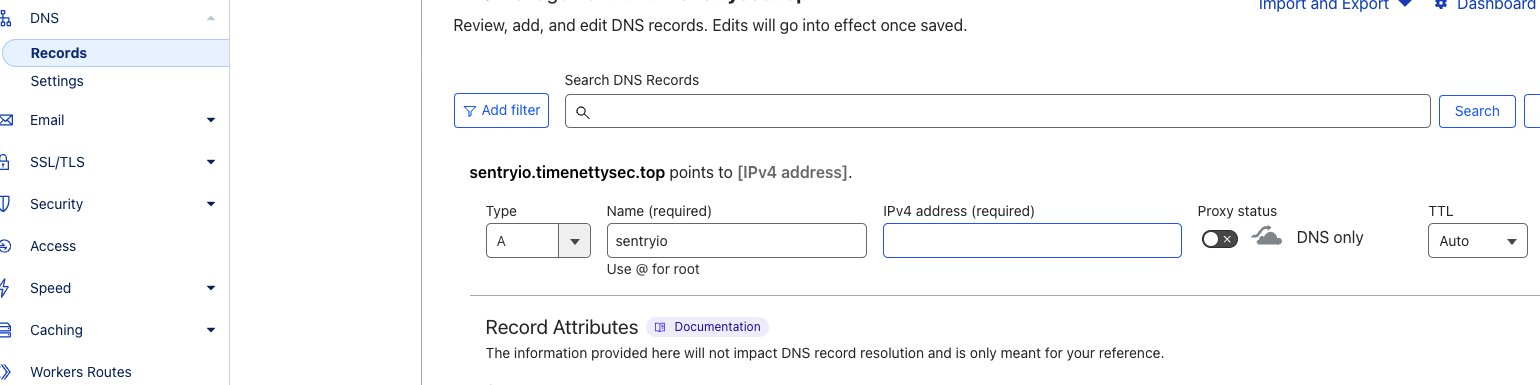 DNS
Import and Export
Dashboard
Records
Review, add, and edit DNS records. Edits will go into effect once saved.
Settings
Search DNS Records
Add filter
Search
Email
SSL/TLS
sentryio.timenettysec.top points to [IPv4 address].
Security
Type
Name (required)
IPv4 address (required)
Proxy status
TTL
A
sentryio
DNS only
Auto
Access
Use @ for root
Speed
Record Attributes
Documentation
Caching
The information provided here will not impact DNS record resolution and is only meant for your reference.
Workers Routes